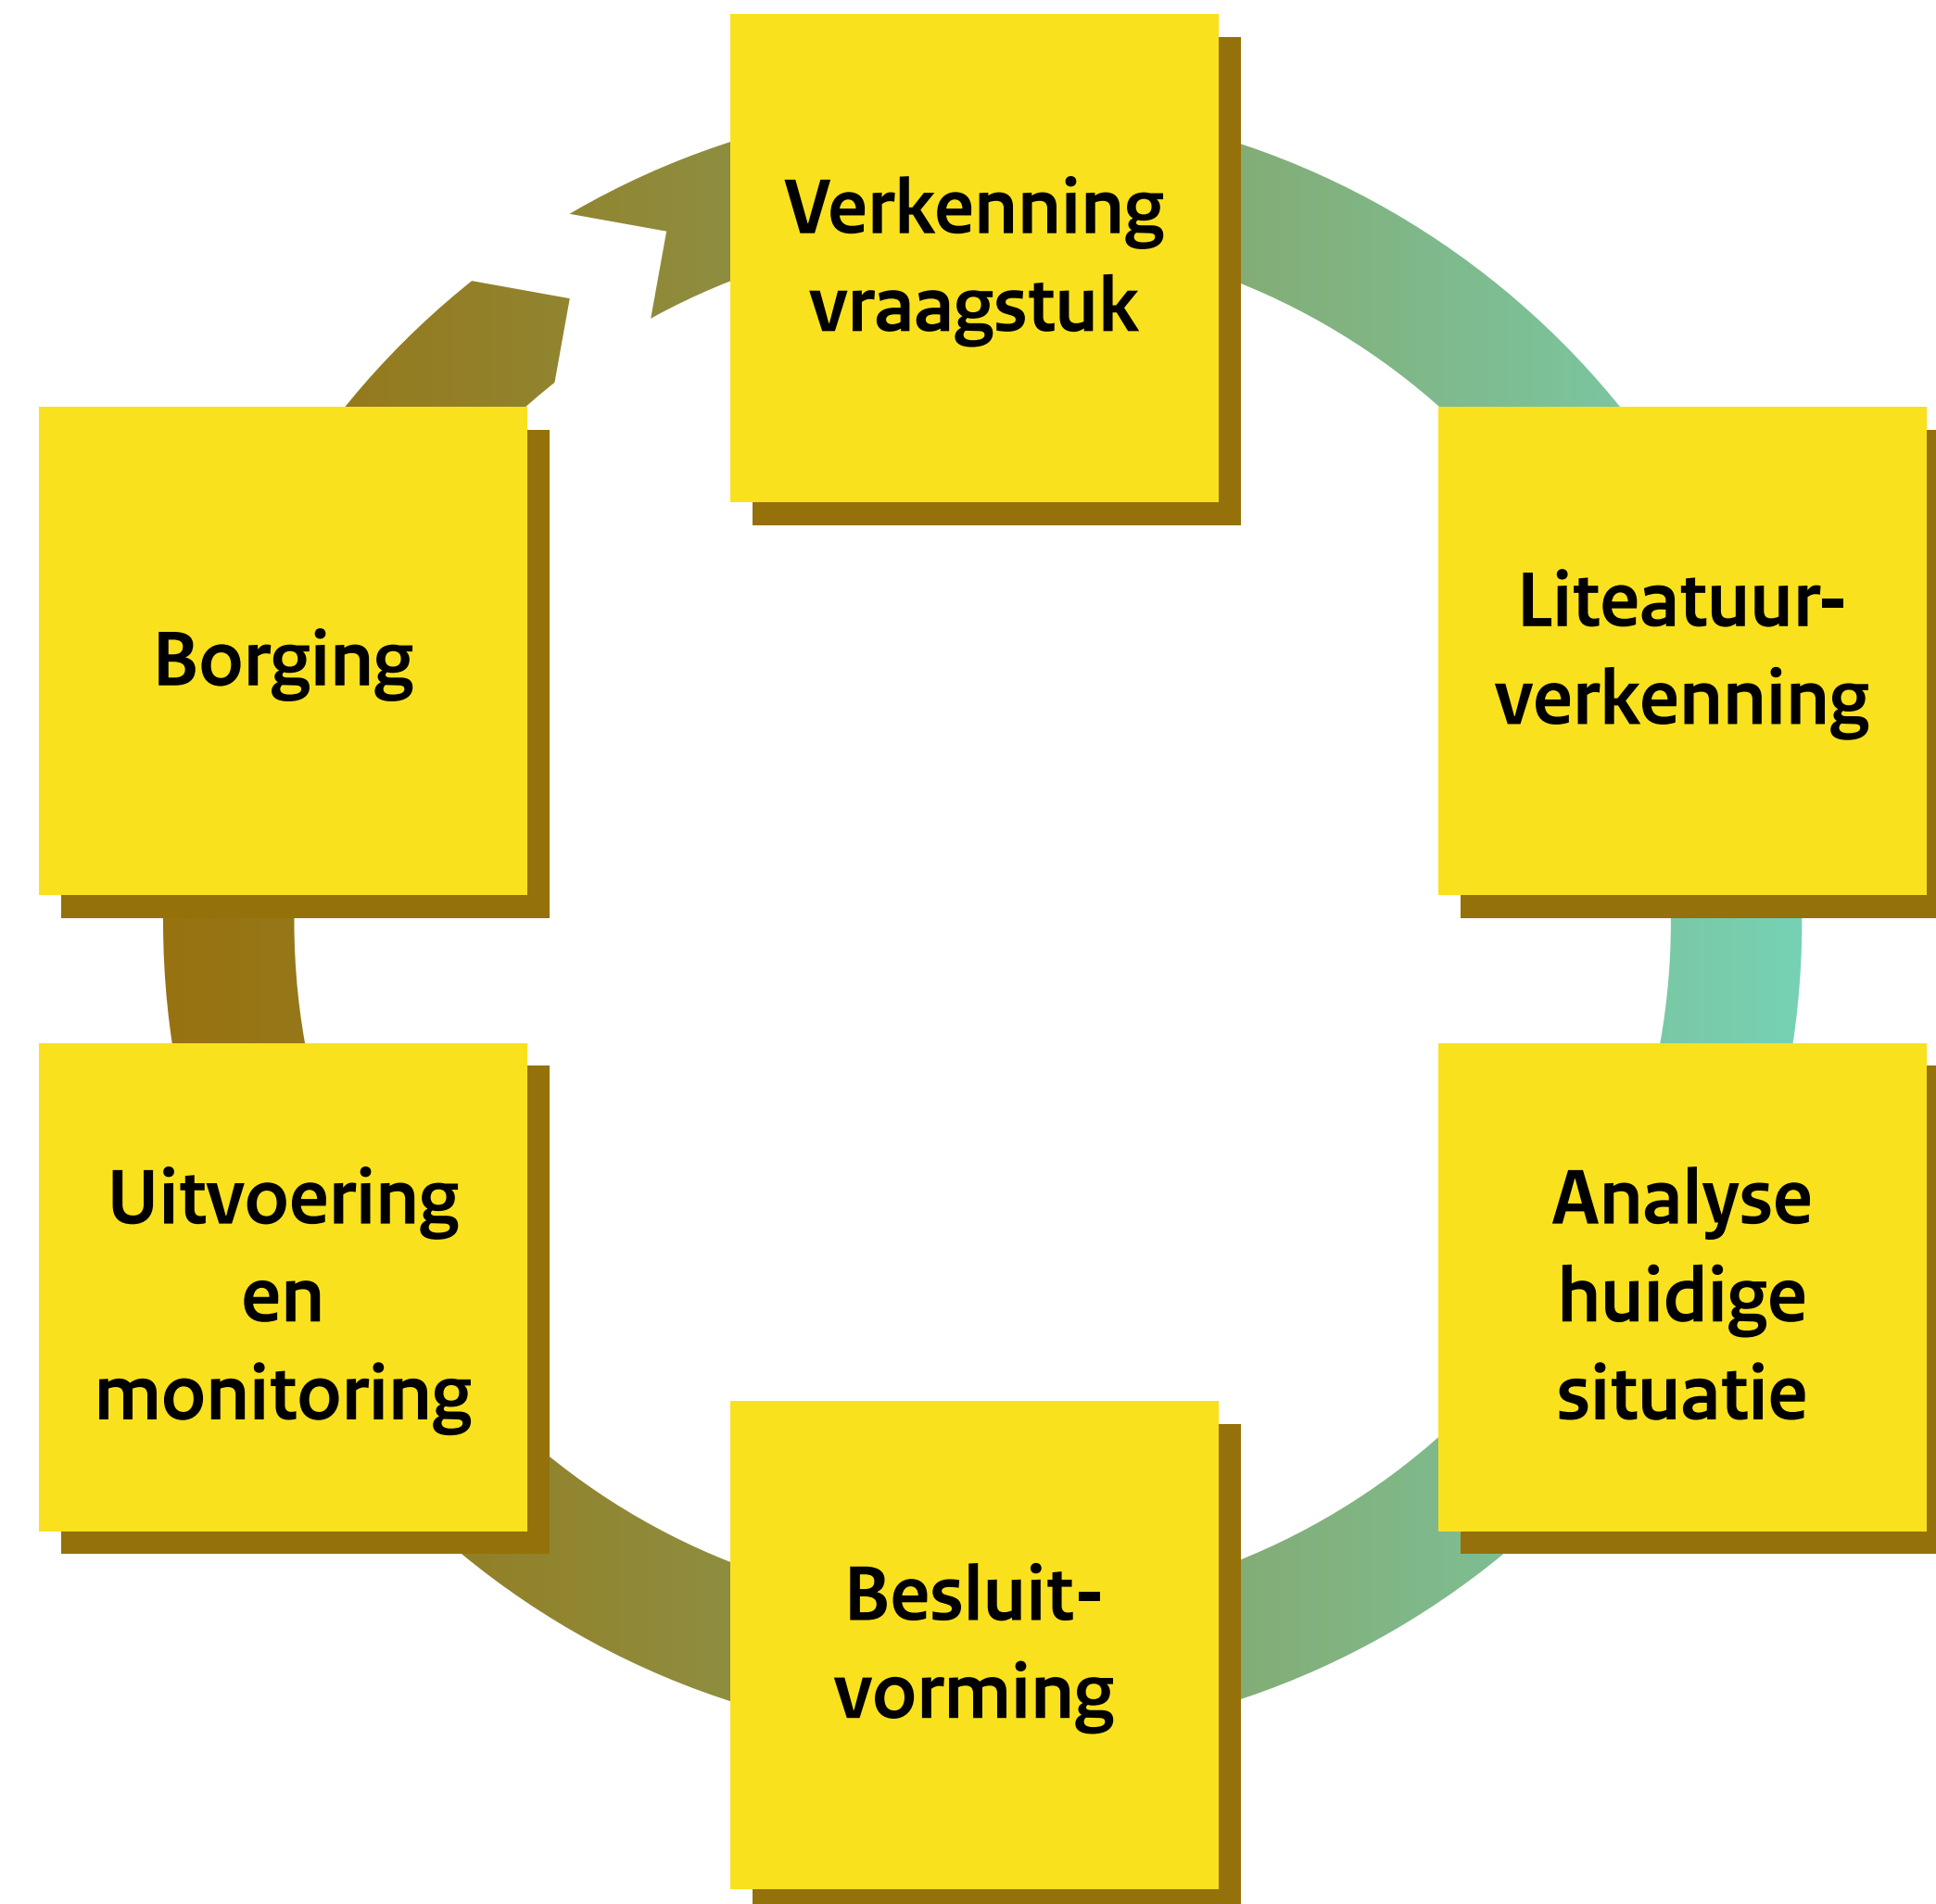 Verkenning
vraagstuk
Liteatuur-
verkenning
Analyse
huidige
situatie
Besluit-
vorming
Uitvoering
en
monitoring
Borging